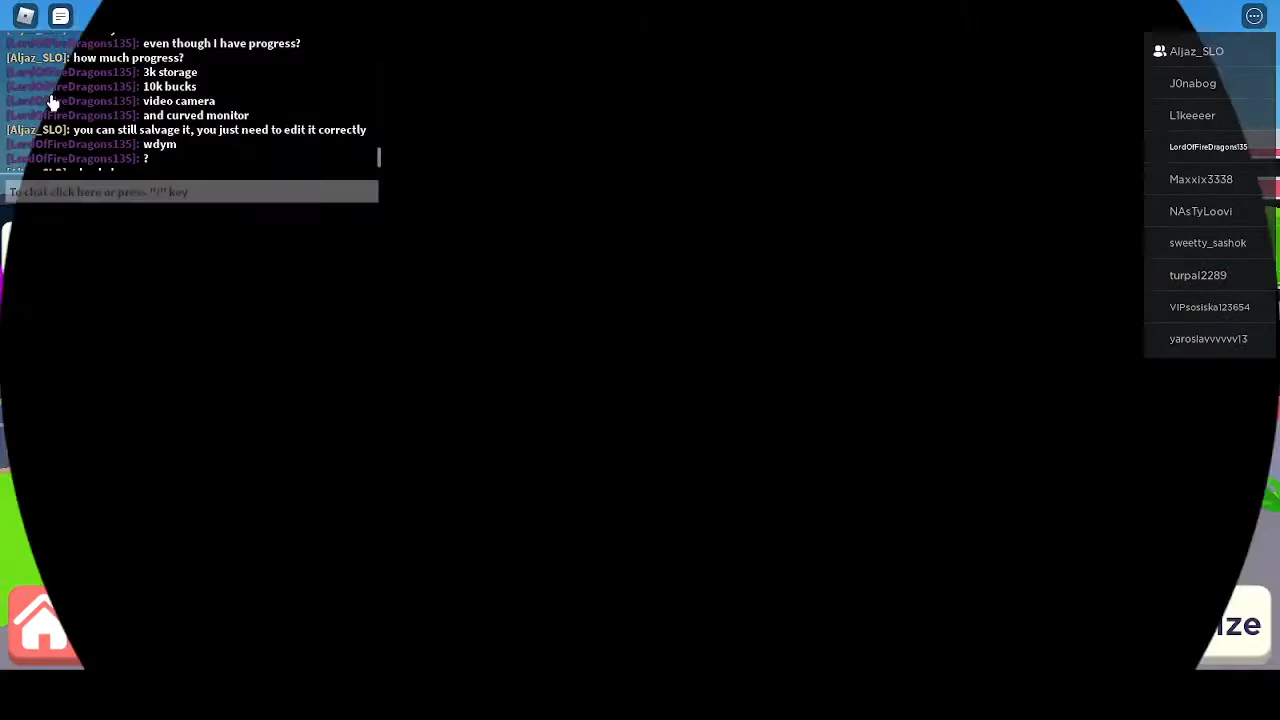 [LordOfFireDragons135]: even though I have progress?
[Aljaz_SLO]: how much progress?
[LordOfFireDragons135]: 3k storage
[LordOfFireDragons135]: 10k bucks
[LordOfFireDragons135]: video camera
[LordOfFireDragons135]: and curved monitor
[Aljaz_SLO]: you can still salvage it, you just need to edit it correctly
[LordOfFireDragons135]: wdym
[LordOfFireDragons135]: ?
To chat click here or press "/" key
Aljaz_SLO
J0nabog
L1keeeer
LordOfFireDragons135
Maxxix3338
NAsTyLoovi
sweetty_sashok
turpal2289
VIPsosiska123654
yaroslavvvvvv13
ize